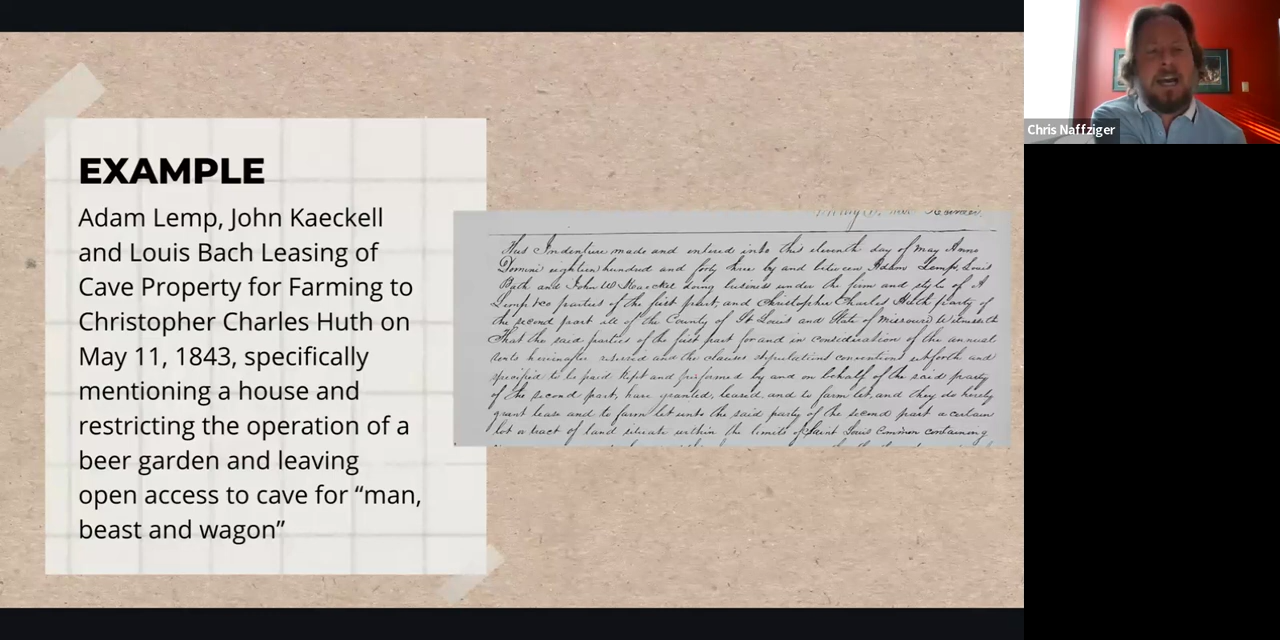 EXAMPLE
Adam Lemp, John Kaeckell
and Louis Bach Leasing of
Cave Property for Farming to
Christopher Charles Huth on
May 11, 1843, specifically
mentioning a house and
restricting the operation of a
beer garden and leaving
open access to cave for “man,
beast and wagon”
This Indenture made and entered into this eleventh day of May Anno
Domini eighteen hundred and forty three by and between Adam Lemp, Louis
Bach and John W doing business under the firm and style of A
Lemp & co parties of the first part, and Christopher Charles Huth party of
the second part all of the County of St Louis and State of Missouri Witnesseth
That the said parties of the first part for and in consideration of the annual
rents hereinafter reserved and the clauses stipulations conventions and
specified to be paid kept and performed by and on behalf of the said party
of the second part, have granted, leased, and to farm let, and they do hereby
grant lease and to farm let unto the said party of the second part a certain
lot or tract of land situate within the limits of Saint Louis Common containing
Chris Naffziger